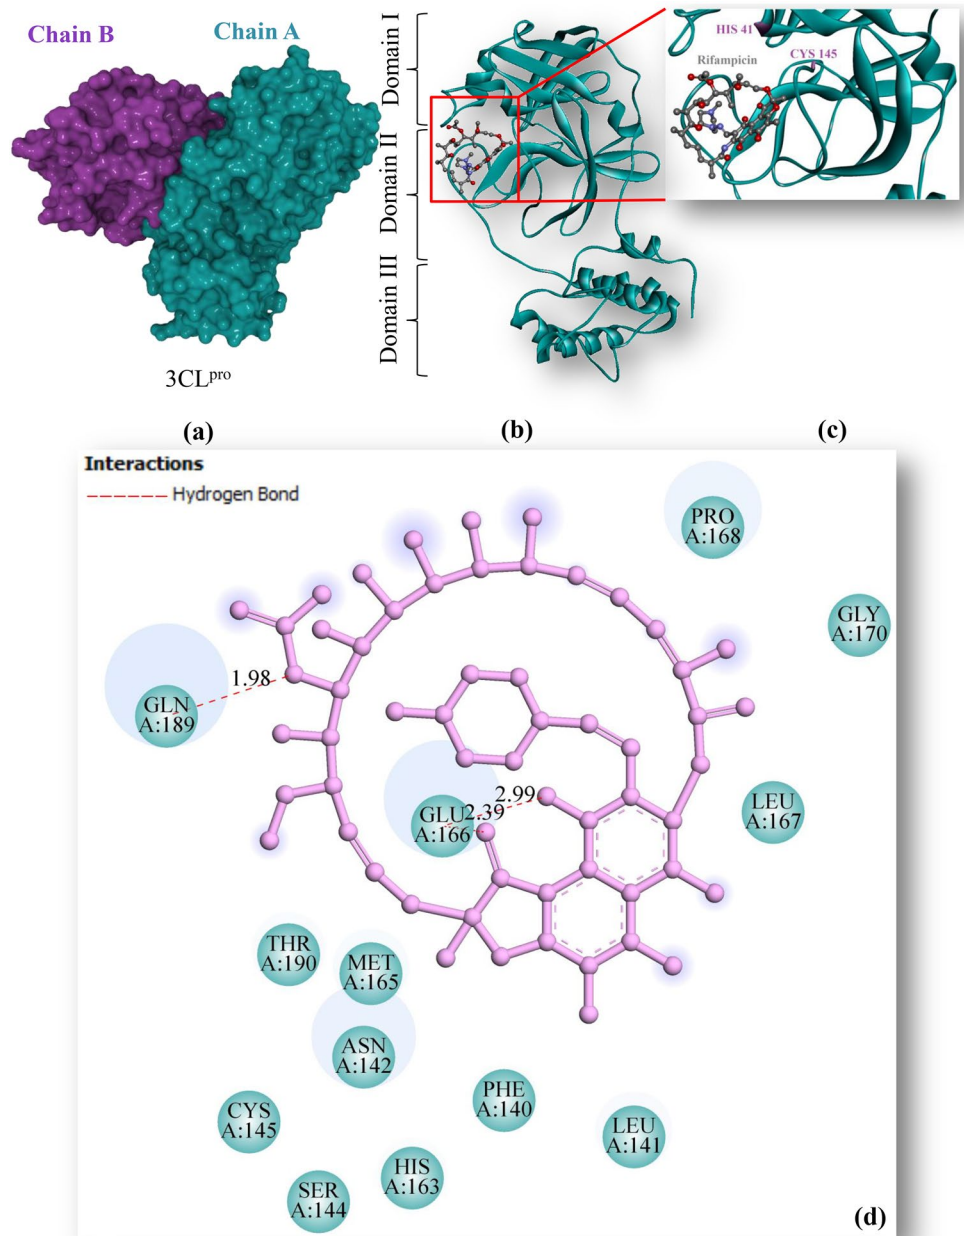 Chain B
Chain A
3CLpro
(a)
Domain I
Domain II
Domain III
(b)
HIS 41
Rifampicin
CYS 145
(c)
Interactions
Hydrogen Bond
PRO
A:168
GLY
A:170
1.98
GLN
A:189
2.99
2.39
GLU
A:166
LEU
A:167
THR
A:190
MET
A:165
ASN
A:142
CYS
A:145
PHE
A:140
LEU
A:141
HIS
A:163
SER
A:144
(d)